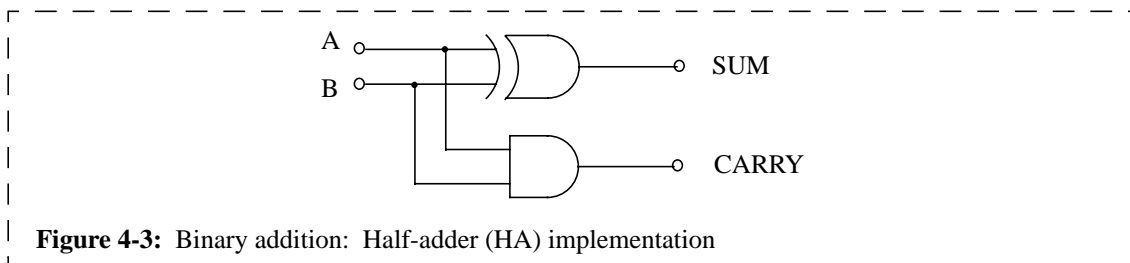 A
SUM
B
CARRY
Figure 4-3: Binary addition: Half-adder (HA) implementation